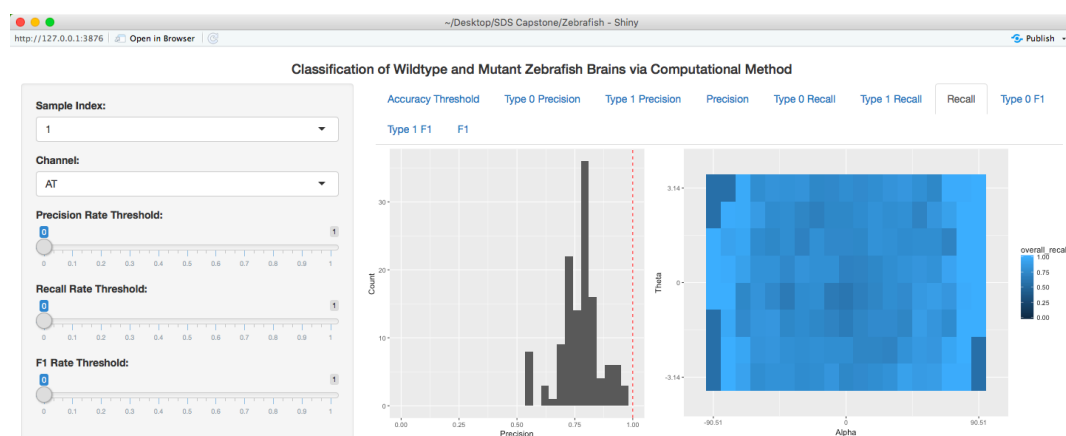 ~/Desktop/SDS Capstone/Zebrafish - Shiny
http://127.0.0.1:3876 Open in Browser Publish
Classification of Wildtype and Mutant Zebrafish Brains via Computational Method
Sample Index:
1
Channel:
AT
Precision Rate Threshold:
0 1
0 0.1 0.2 0.3 0.4 0.5 0.6 0.7 0.8 0.9 1
Recall Rate Threshold:
0 1
0 0.1 0.2 0.3 0.4 0.5 0.6 0.7 0.8 0.9 1
F1 Rate Threshold:
0 1
0 0.1 0.2 0.3 0.4 0.5 0.6 0.7 0.8 0.9 1
Accuracy Threshold Type 0 Precision Type 1 Precision Precision Type 0 Recall Type 1 Recall Recall Type 0 F1
Type 1 F1 F1
Count
30
20
10
0
0.00 0.25 0.50 0.75 1.00
Precision
Theta
3.14
0
-3.14
-90.51 0 90.51
Alpha
overall_recall
1.00
0.75
0.50
0.25
0.00